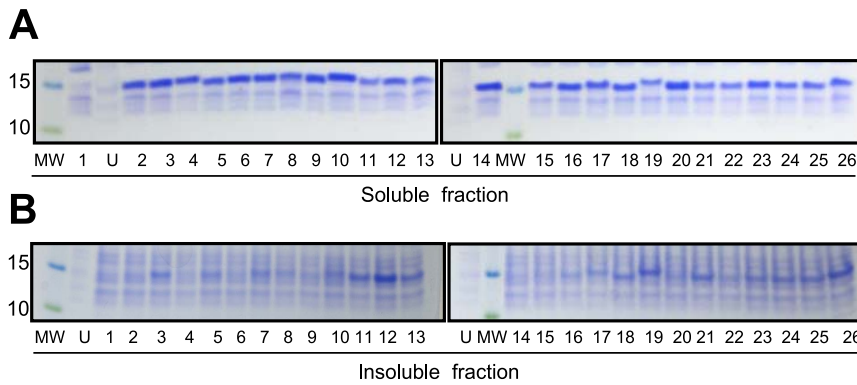 A
15
10
MW 1 U 2 3 4 5 6 7 8 9 10 11 12 13 U 14 MW 15 16 17 18 19 20 21 22 23 24 25 26
Soluble fraction
B
15
10
MW U 1 2 3 4 5 6 7 8 9 10 11 12 13 U MW 14 15 16 17 18 19 20 21 22 23 24 25 26
Insoluble fraction